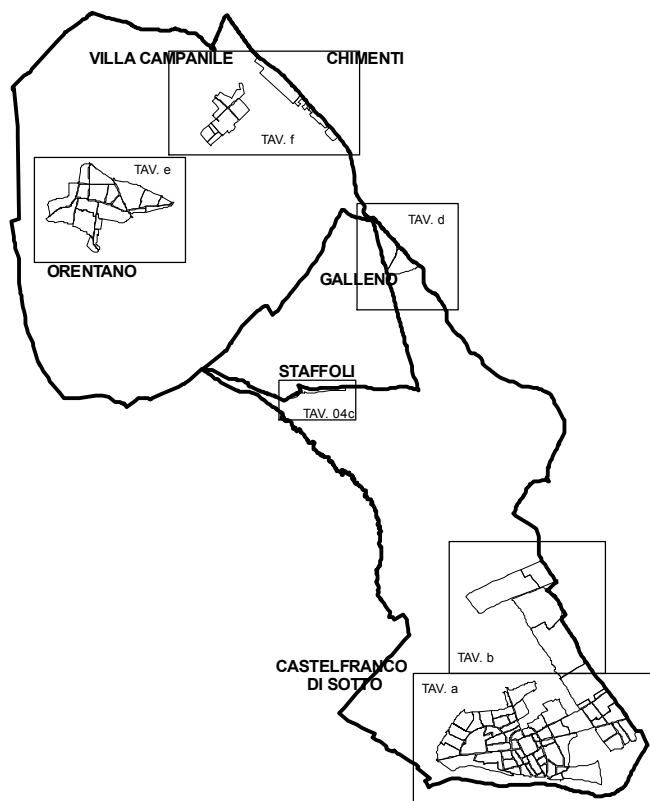 VILLA CAMPANILE
CHIMENTI
TAV. f
TAV. e
ORENTANO
TAV. d
GALLENO
STAFFOLI
TAV. 04c
TAV. b
CASTELFRANCO
DI SOTTO
TAV. a